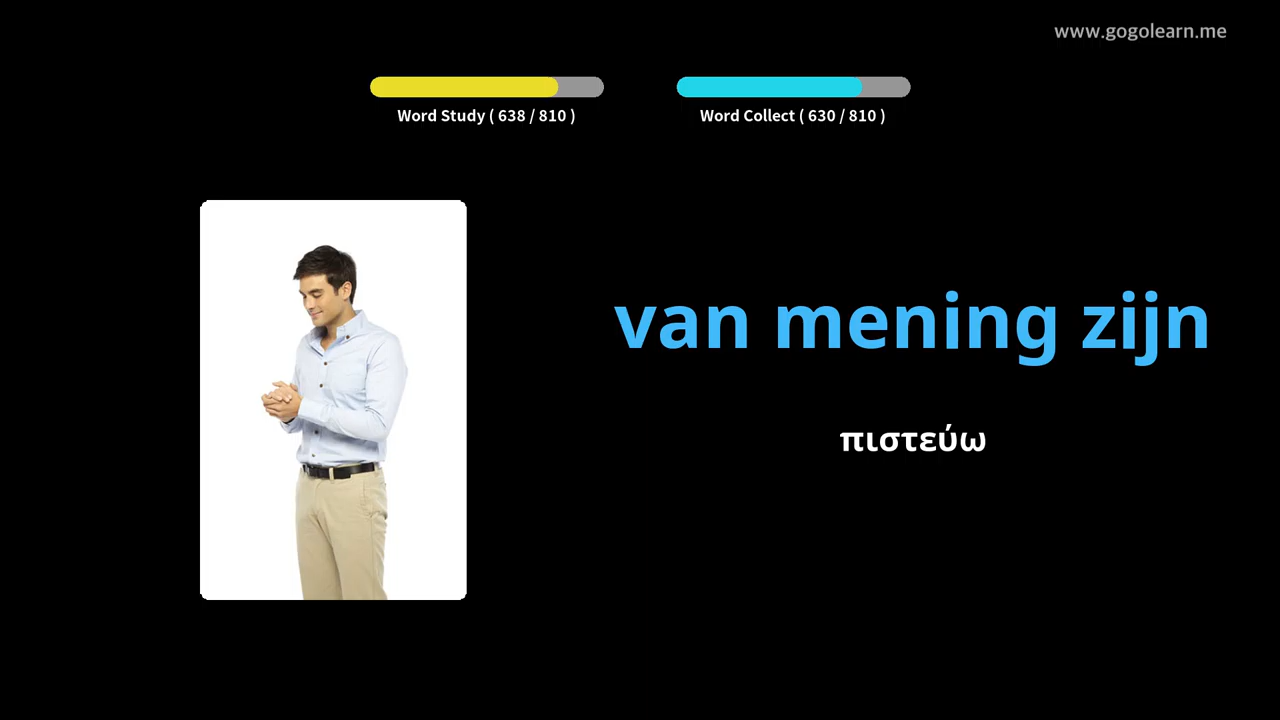 www.gogolearn.me
Word Study ( 638 / 810 )
Word Collect ( 630 / 810 )
van mening zijn
πιστεύω